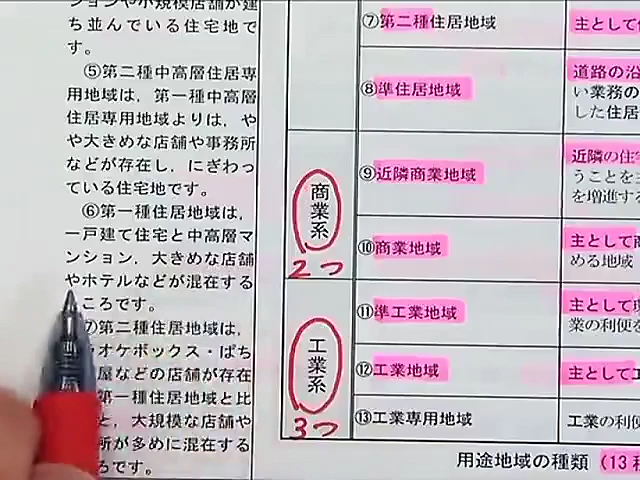 ションや小規模店舗が建
ち並んでいる住宅地で
す。
⑤第二種中高層住居専
用地域は，第一種中高層
住居専用地域よりは，や
や大きめな店舗や事務所
などが存在し，にぎわっ
ている住宅地です。
⑥第一種住居地域は，
一戸建て住宅と中高層マ
ンション，大きめな店舗
やホテルなどが混在する
ころです。
⑦第二種住居地域は，
ラオケボックス・ぱち
屋などの店舗が存在
第一種住居地域と比
と，大規模な店舗や
所が多めに混在する
ろです。
⑦第二種住居地域
主として
⑧準住居地域
道路の沿
い業務の
した住居
商業系
2つ
⑨近隣商業地域
近隣の住
うことを
を増進す
⑩商業地域
主として
める地域
工業系
3つ
⑪準工業地域
主として
業の利便
⑫工業地域
主として工
⑬工業専用地域
工業の利便
用途地域の種類（13種